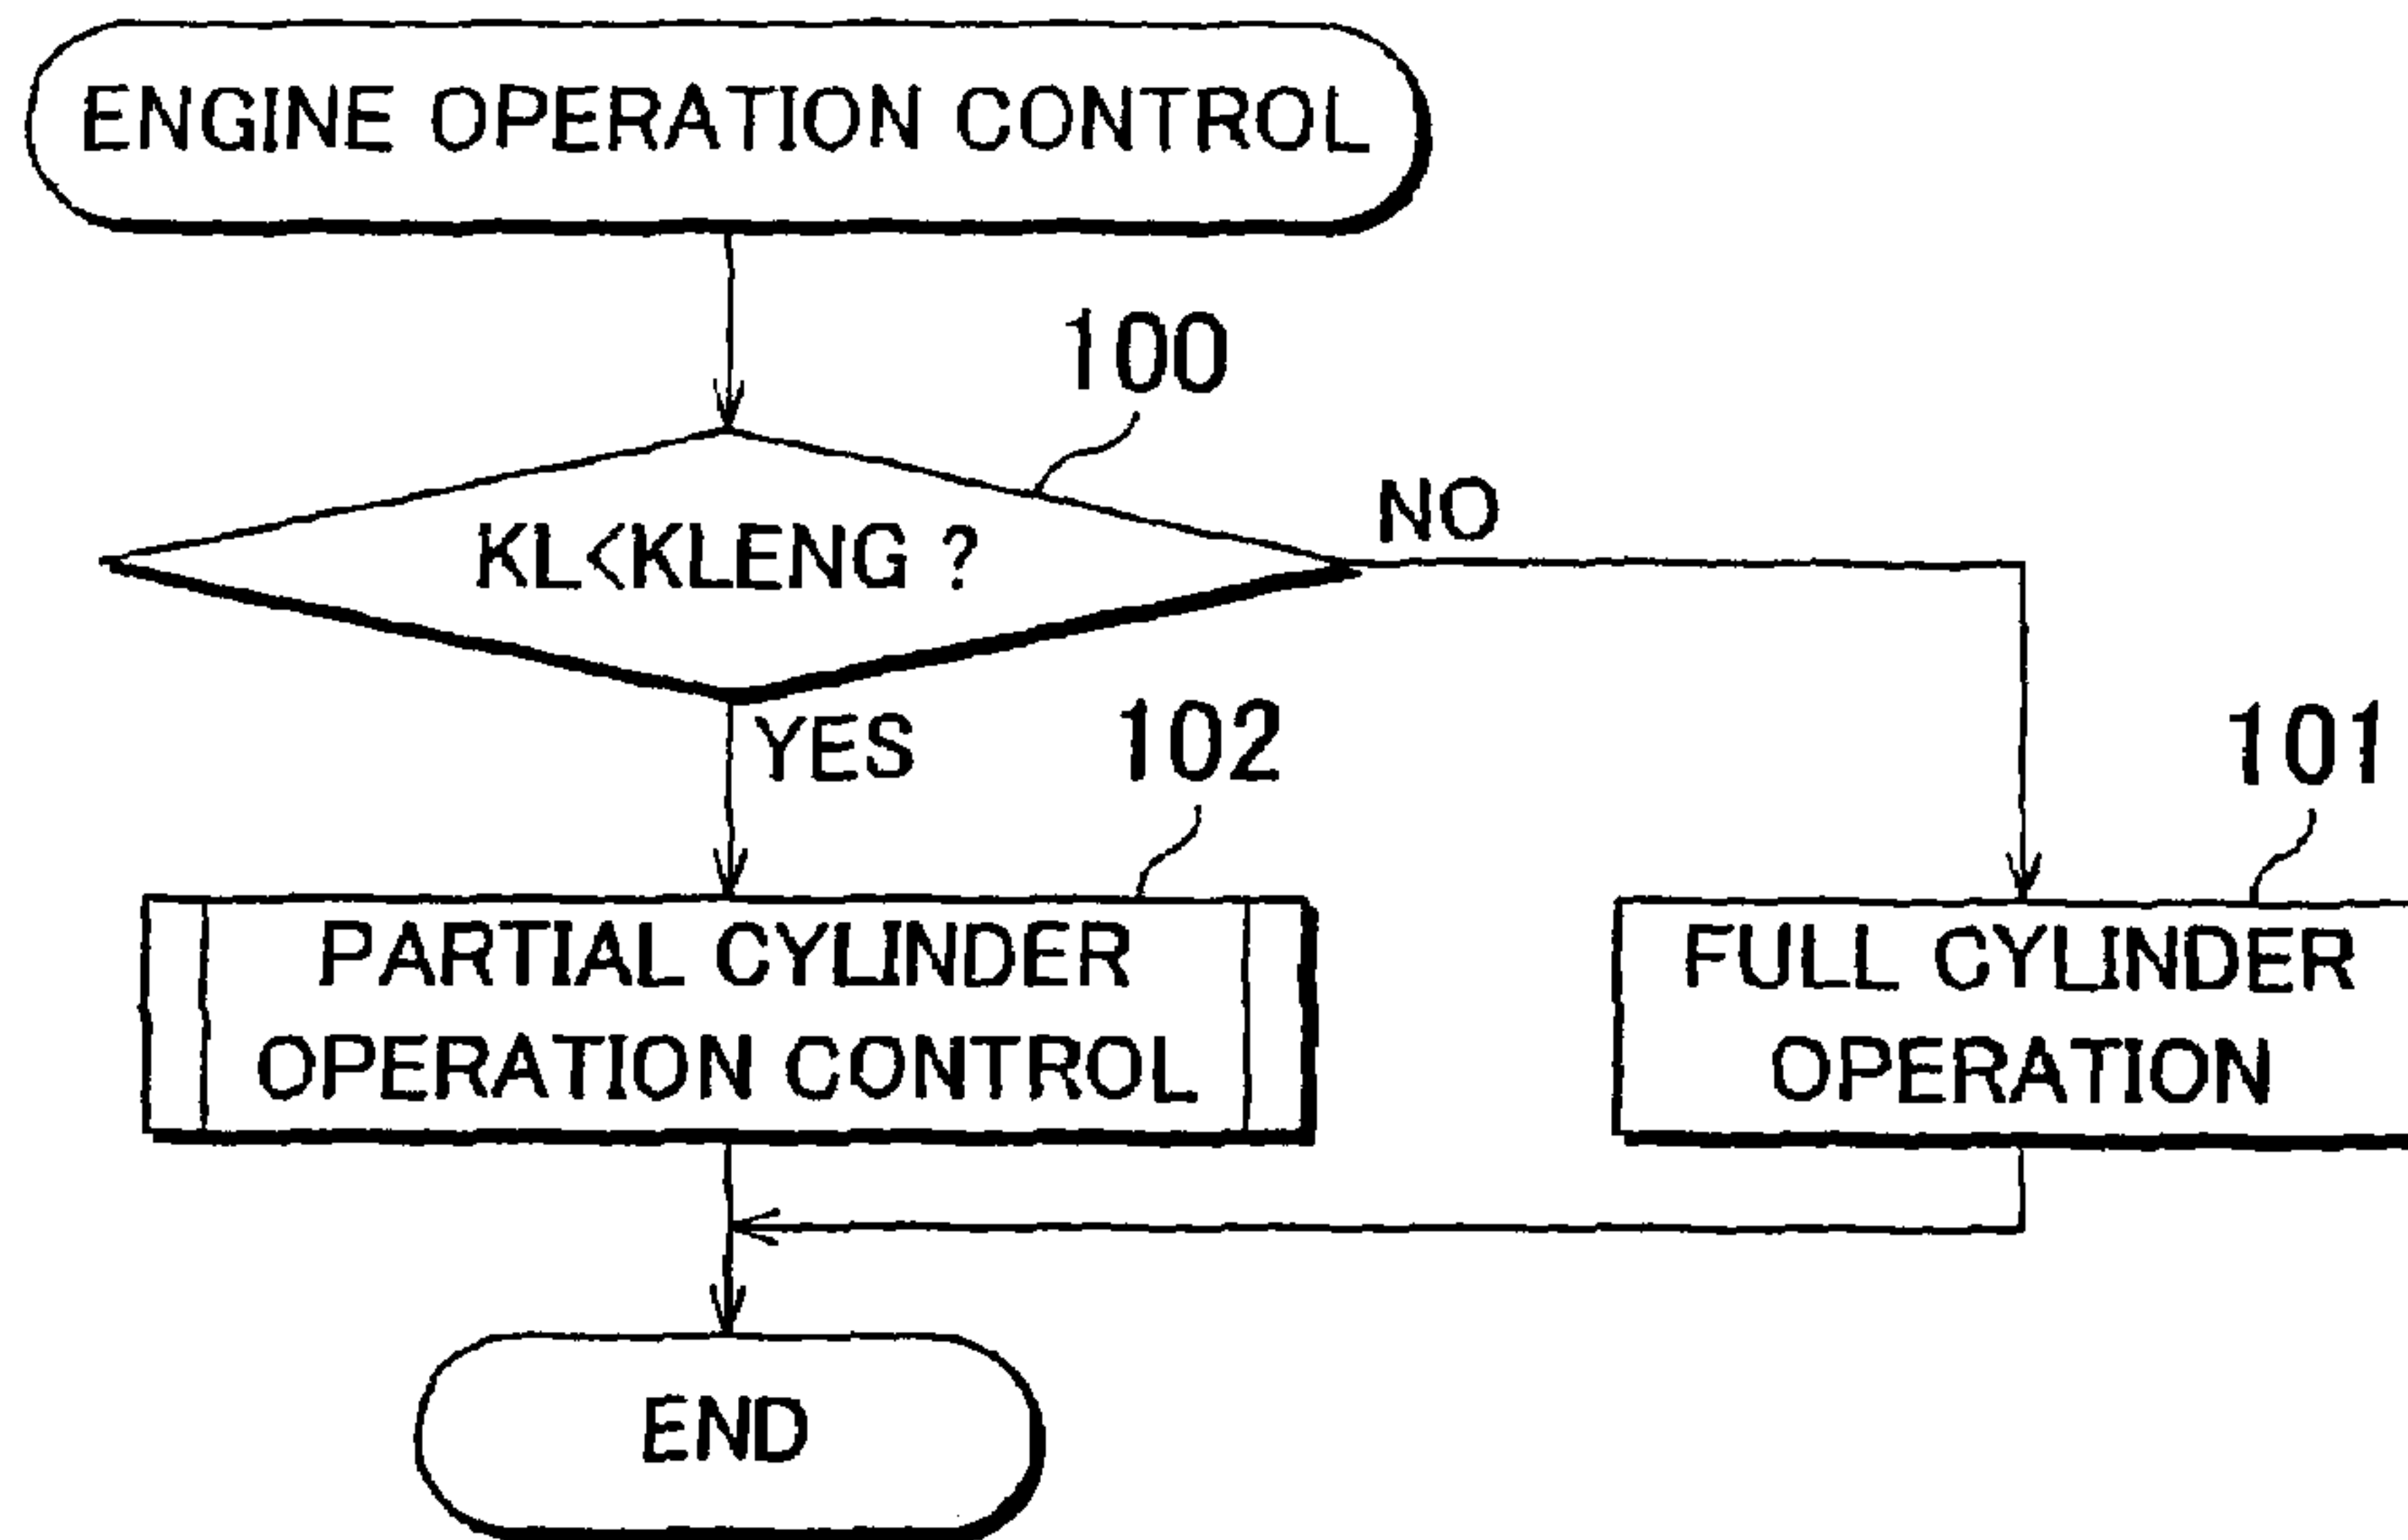 ENGINE OPERATION CONTROL
100
KL<KLENG ?
NO
YES
102
101
PARTIAL CYLINDER
OPERATION CONTROL
FULL CYLINDER
OPERATION
END